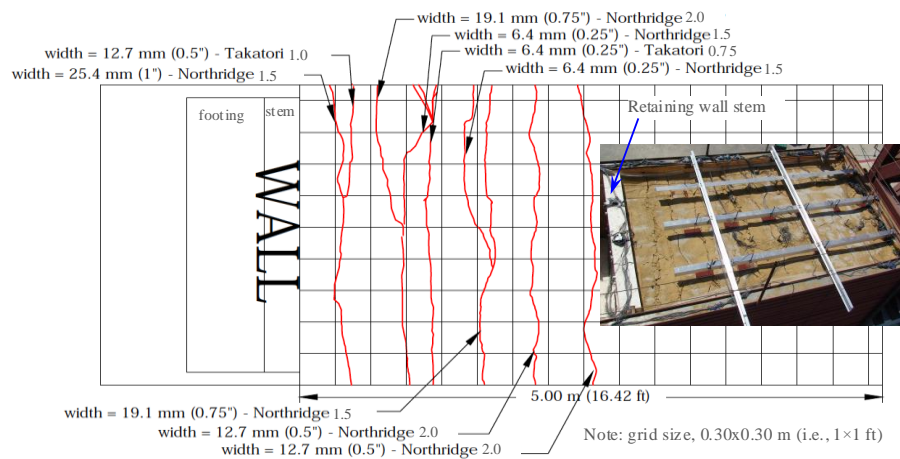 width = 19.1 mm (0.75") - Northridge 2.0
width = 6.4 mm (0.25") - Northridge 1.5
width = 12.7 mm (0.5") - Takatori 1.0
width = 6.4 mm (0.25") - Takatori 0.75
width = 25.4 mm (1") - Northridge 1.5
width = 6.4 mm (0.25") - Northridge 1.5
footing
stem
Retaining wall stem
WALL
5.00 m (16.42 ft)
width = 19.1 mm (0.75") - Northridge 1.5
width = 12.7 mm (0.5") - Northridge 2.0
width = 12.7 mm (0.5") - Northridge 2.0
Note: grid size, 0.30x0.30 m (i.e., 1×1 ft)